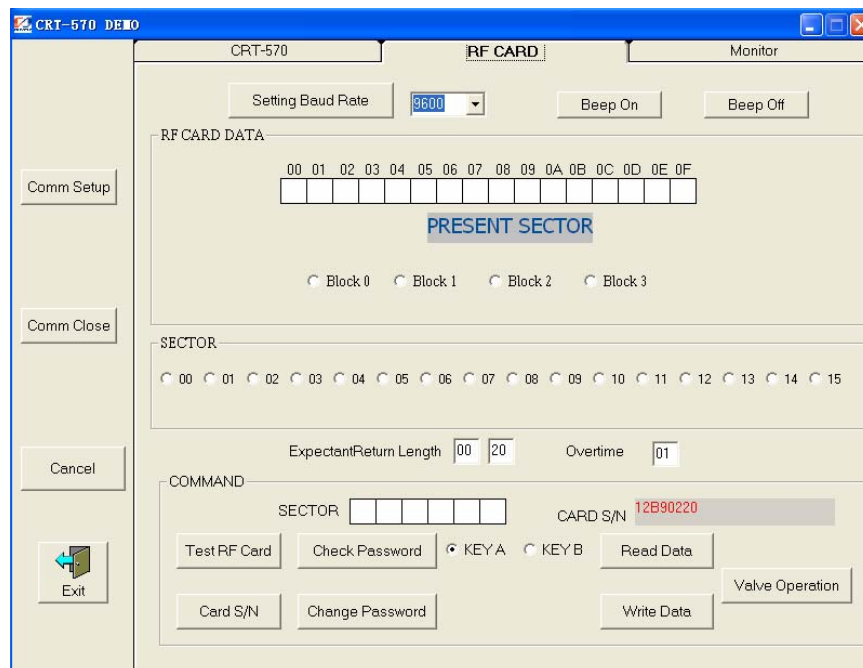 CRT-570 DEMO
CRT-570 RF CARD Monitor
Setting Baud Rate 9600 Beep On Beep Off
RF CARD DATA
00 01 02 03 04 05 06 07 08 09 0A 0B 0C 0D 0E 0F
Comm Setup
PRESENT SECTOR
Block 0 Block 1 Block 2 Block 3
Comm Close
SECTOR
00 01 02 03 04 05 06 07 08 09 10 11 12 13 14 15
ExpectantReturn Length 00 20 Overtime 01
Cancel
COMMAND
SECTOR CARD S/N 12B90220
Test RF Card Check Password KEY A KEY B Read Data
Valve Operation
Exit
Card S/N Change Password Write Data